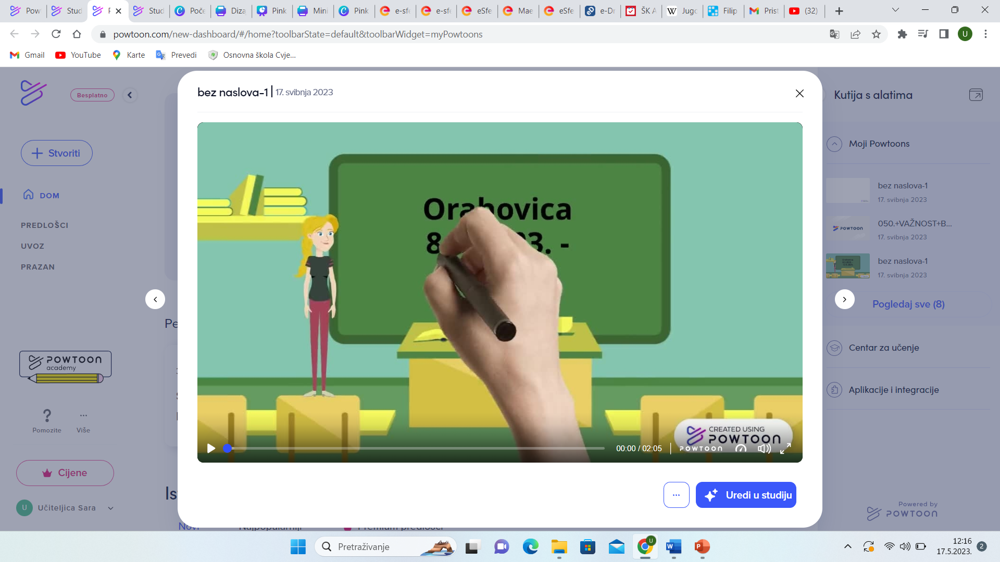 Pow
Stud
P
Stud
Poče
Diza
Pink
Mini
Pink
e-sfe
e-sfe
eSfe
Mae
eSfe
e-Dr
ŠK A
Jugo
Filip
Prist
(32)
powtoon.com/new-dashboard/#/home?toolbarState=default&toolbarWidget=myPowtoons
U
Gmail
YouTube
Karte
Prevedi
Osnovna škola Cvje...
Besplatno
Stvoriti
DOM
PREDLOŠCI
UVOZ
PRAZAN
POWTOON
academy
Pomozite
Više
Cijene
U Učiteljica Sara
Pe
Is
Novi
Najpopularniji
Premium predlošci
bez naslova-1
17. svibnja 2023
Orahovica
CREATED USING
POWTOON
00:00 / 02:05
POWTOON
Uredi u studiju
Kutija s alatima
Moji Powtoons
bez naslova-1
17. svibnja 2023
POWTOON
050.+VAŽNOST+B...
17. svibnja 2023
bez naslova-1
17. svibnja 2023
Pogledaj sve (8)
Centar za učenje
Aplikacije i integracije
Powered by
POWTOON
Pretraživanje
U
12:16
17.5.2023.
2